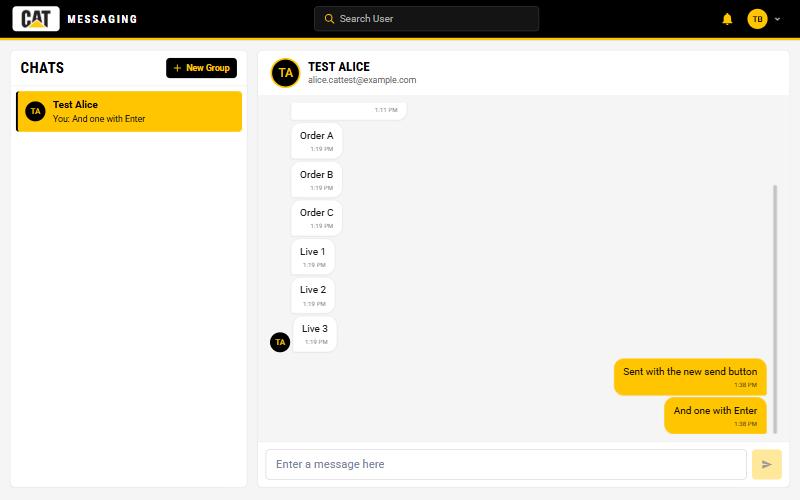 CAT MESSAGING
Search User
TB
CHATS
New Group
TA
Test Alice
You: And one with Enter
TA
TEST ALICE
alice.cattest@example.com
1:11 PM
Order A
1:19 PM
Order B
1:19 PM
Order C
1:19 PM
Live 1
1:19 PM
Live 2
1:19 PM
Live 3
1:19 PM
TA
Sent with the new send button
1:38 PM
And one with Enter
1:38 PM
Enter a message here